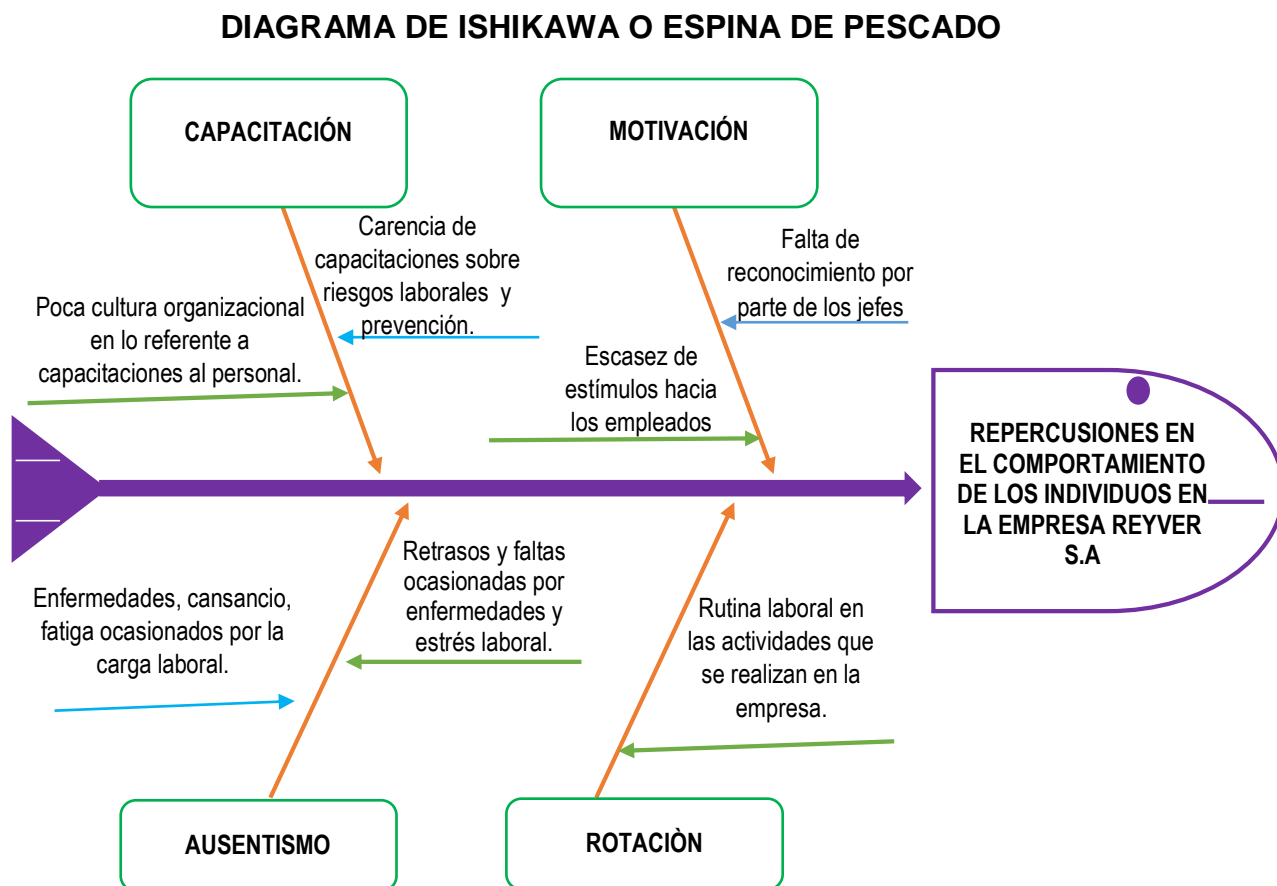 DIAGRAMA DE ISHIKAWA O ESPINA DE PESCADO
CAPACITACIÓN
MOTIVACIÓN
Carencia de
capacitaciones sobre
riesgos laborales y
prevención.
Falta de
reconocimiento por
parte de los jefes
Poca cultura organizacional
en lo referente a
capacitaciones al personal.
Escasez de
estímulos hacia
los empleados
REPERCUSIONES EN
EL COMPORTAMIENTO
DE LOS INDIVIDUOS EN
LA EMPRESA REYVER
S.A
Retrasos y faltas
ocasionadas por
enfermedades y
estrés laboral.
Enfermedades, cansancio,
fatiga ocasionados por la
carga laboral.
Rutina laboral en
las actividades que
se realizan en la
empresa.
AUSENTISMO
ROTACIÒN